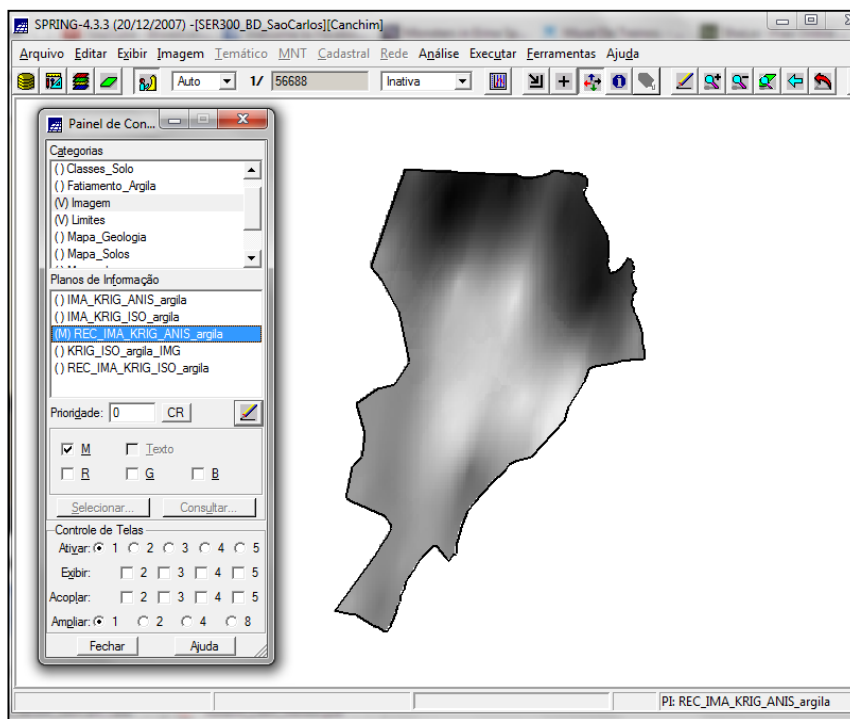 SPRING-4.3.3 (20/12/2007) -[SER300_BD_SaoCarlos][Canchim]
Arquivo Editar Exibir Imagem Temático MNT Cadastral Rede Análise Executar Ferramentas Ajuda
Auto 1/ 56688 Inativa
Painel de Con...
Categorias
() Classes_Solo
() Fatiamento_Argila
(V) Imagem
(V) Limites
() Mapa_Geologia
() Mapa_Solos
Planos de Informação
() IMA_KRIG_ANIS_argila
() IMA_KRIG_ISO_argila
(M) REC_IMA_KRIG_ANIS_argila
() KRIG_ISO_argila_IMG
() REC_IMA_KRIG_ISO_argila
Prioridade: 0 CR
M Texto
R G B
Selecionar... Consultar...
Controle de Telas
Ativar: 1 2 3 4 5
Exibir: 2 3 4 5
Acoplar: 2 3 4 5
Ampliar: 1 2 4 8
Fechar Ajuda
PI: REC_IMA_KRIG_ANIS_argila